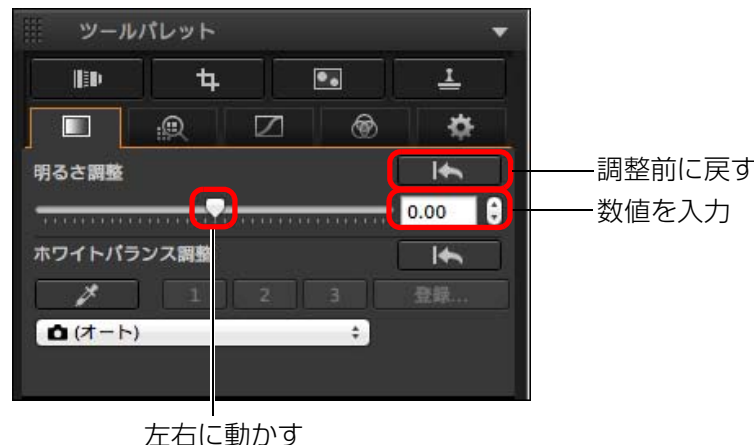 ツールパレット
明るさ調整
調整前に戻す
0.00
数値を入力
ホワイトバランス調整
1 2 3 登録...
(オート)
左右に動かす